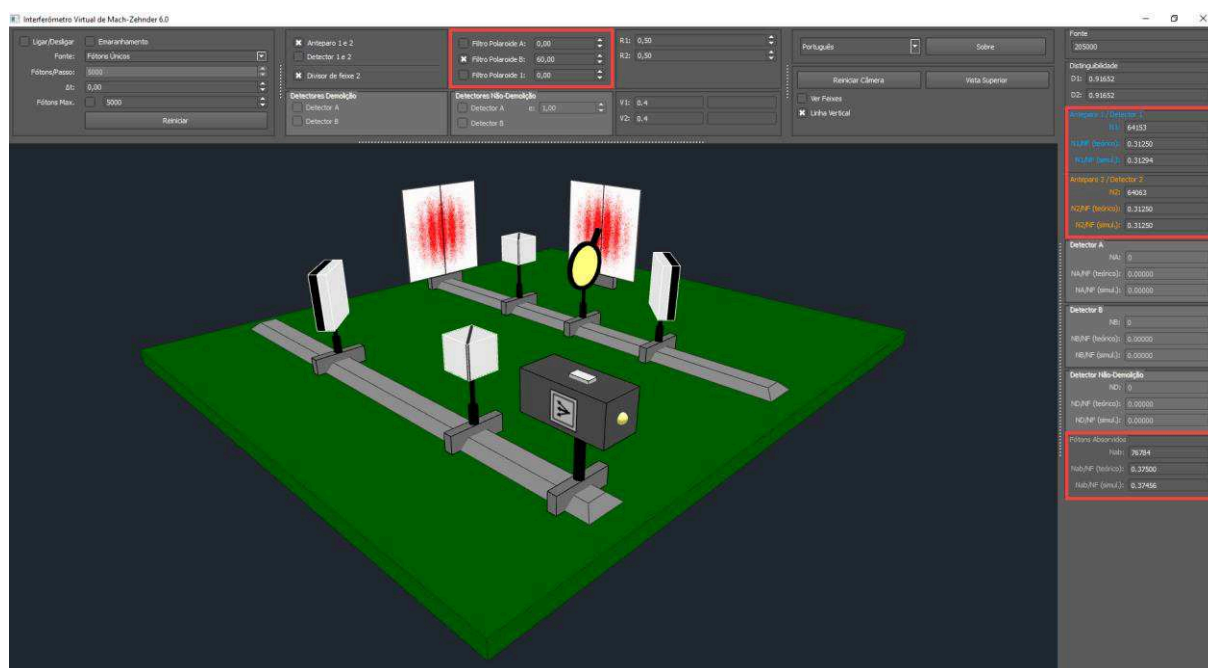 Interferômetro Virtual de Mach-Zehnder 6.0
Ligar/Desligar Emaranhamento
Fonte: Fótons Únicos
Fótons/Passo: 5000
Δt: 0,00
Fótons Max. 5000
Reiniciar
Anteparo 1 e 2
Detector 1 e 2
Divisor de feixe 2
Detectores Demolição
Detector A
Detector B
Filtro Polaroide A: 0,00
Filtro Polaroide B: 60,00
Filtro Polaroide 1: 0,00
Detectores Não-Demolição
Detector A e: 1,00
Detector B
R1: 0,50
R2: 0,50
V1: 0.4
V2: 0.4
Português Sobre
Reiniciar Câmera Vista Superior
Ver Feixes
Linha Vertical
Fonte
205000
Distinguibilidade
D1: 0.91652
D2: 0.91652
Anteparo 1 / Detector 1
N1: 64153
N1/NF (teórico): 0.31250
N1/NF (simul.): 0.31294
Anteparo 2 / Detector 2
N2: 64063
N2/NF (teórico): 0.31250
N2/NF (simul.): 0.31250
Detector A
NA: 0
NA/NF (teórico): 0.00000
NA/NF (simul.): 0.00000
Detector B
NB: 0
NB/NF (teórico): 0.00000
NB/NF (simul.): 0.00000
Detector Não-Demolição
ND: 0
ND/NF (teórico): 0.00000
ND/NF (simul.): 0.00000
Fótons Absorvidos
Nab: 76784
Nab/NF (teórico): 0.37500
Nab/NF (simul.): 0.37456